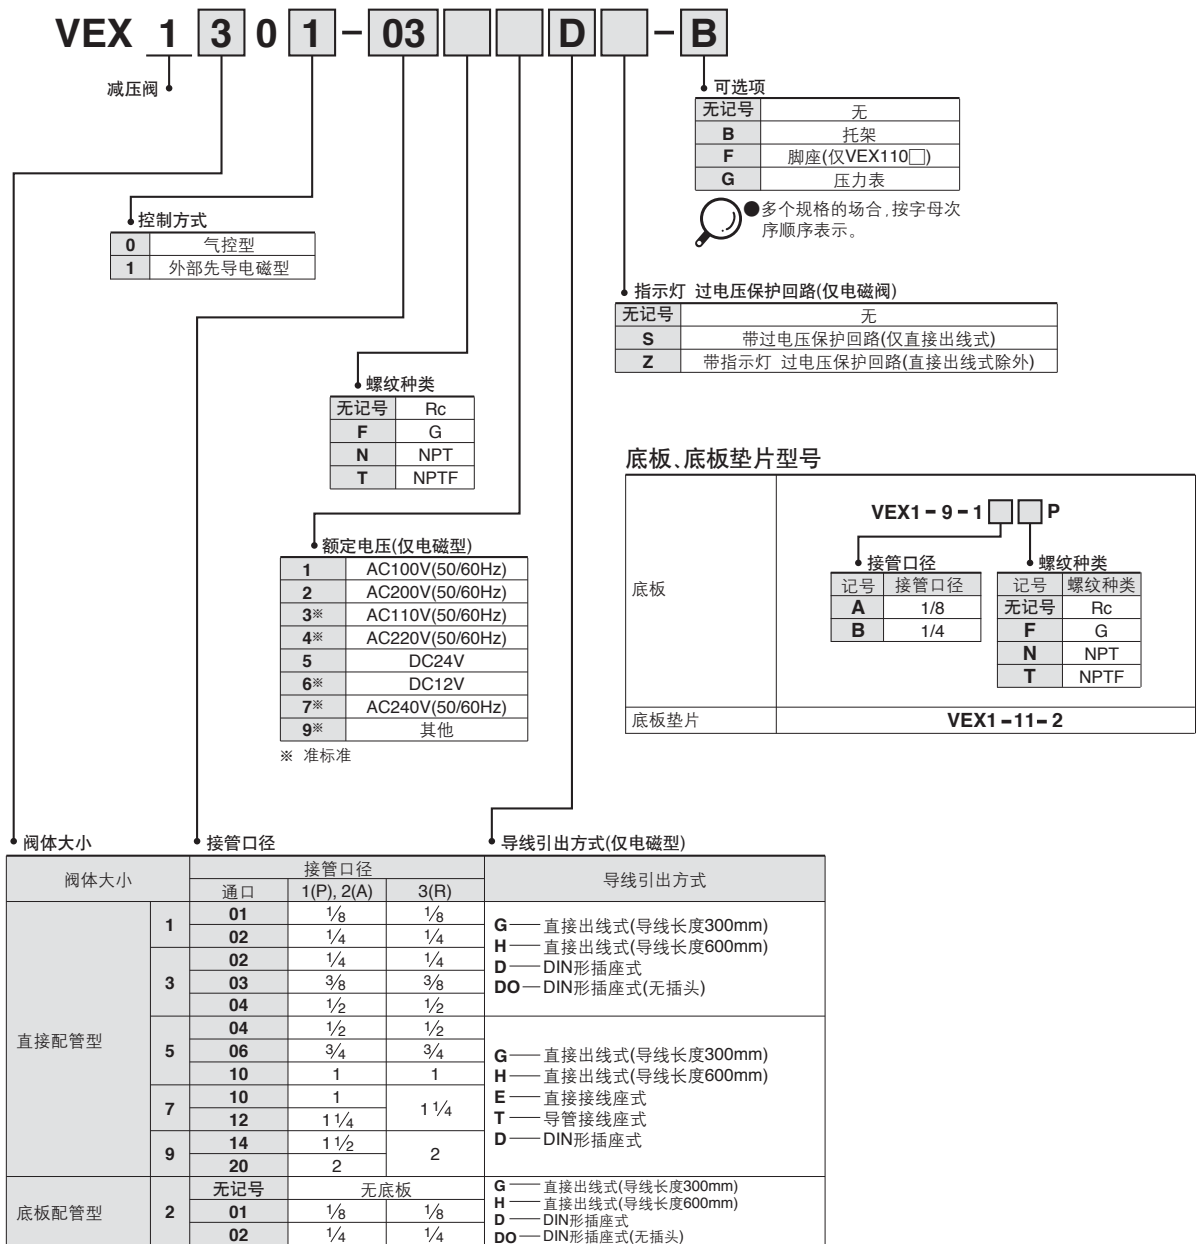 VEX 1 3 0 1 - 03 D - B
减压阀
可选项
无记号 无
B 托架
F 脚座(仅VEX110□)
G 压力表
●多个规格的场合,按字母次
序顺序表示。
控制方式
0 气控型
1 外部先导电磁型
指示灯 过电压保护回路(仅电磁阀)
无记号 无
S 带过电压保护回路(仅直接出线式)
Z 带指示灯 过电压保护回路(直接出线式除外)
螺纹种类
无记号 Rc
F G
N NPT
T NPTF
额定电压(仅电磁型)
1 AC100V(50/60Hz)
2 AC200V(50/60Hz)
3※ AC110V(50/60Hz)
4※ AC220V(50/60Hz)
5 DC24V
6※ DC12V
7※ AC240V(50/60Hz)
9※ 其他
※ 准标准
底板、底板垫片型号
底板
VEX1-9-1□□P
接管口径
记号 接管口径
A 1/8
B 1/4
螺纹种类
记号 螺纹种类
无记号 Rc
F G
N NPT
T NPTF
底板垫片 VEX1-11-2
阀体大小
接管口径
导线引出方式(仅电磁型)
阀体大小 接管口径 导线引出方式
通口 1(P), 2(A) 3(R)
直接配管型
1
01 1/8 1/8
02 1/4 1/4
3
02 1/4 1/4
03 3/8 3/8
04 1/2 1/2
G — 直接出线式(导线长度300mm)
H — 直接出线式(导线长度600mm)
D — DIN形插座式
DO — DIN形插座式(无插头)
5
04 1/2 1/2
06 3/4 3/4
10 1 1
7
10 1 1 1/4
12 1 1/4
9
14 1 1/2 2
20 2
G — 直接出线式(导线长度300mm)
H — 直接出线式(导线长度600mm)
E — 直接接线座式
T — 导管接线座式
D — DIN形插座式
底板配管型
2
无记号 无底板
01 1/8 1/8
02 1/4 1/4
G — 直接出线式(导线长度300mm)
H — 直接出线式(导线长度600mm)
D — DIN形插座式
DO — DIN形插座式(无插头)